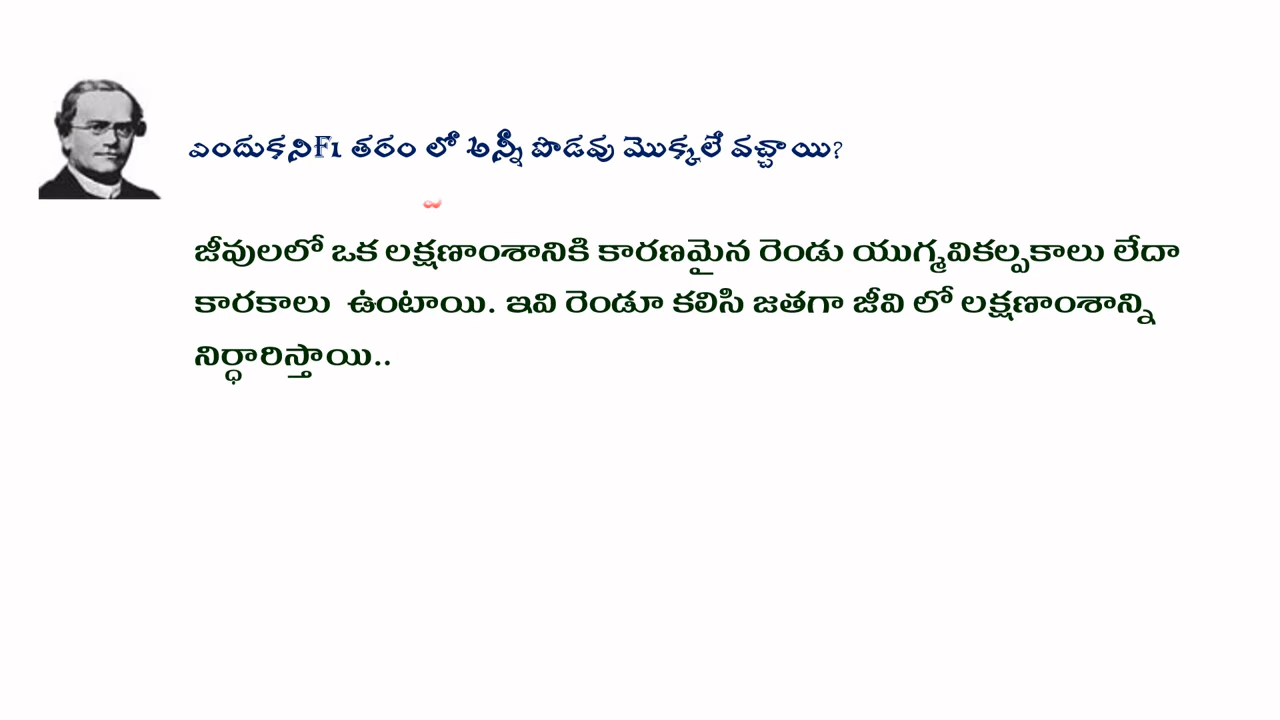 ఎందుకనిF1 తరం లో అన్నీ పొడవు మొక్కలే వచ్చాయి?
జీవులలో ఒక లక్షణాంశానికి కారణమైన రెండు యుగ్మవికల్పకాలు లేదా
కారకాలు ఉంటాయి. ఇవి రెండూ కలిసి జతగా జీవి లో లక్షణాంశాన్ని
నిర్ధారిస్తాయి..